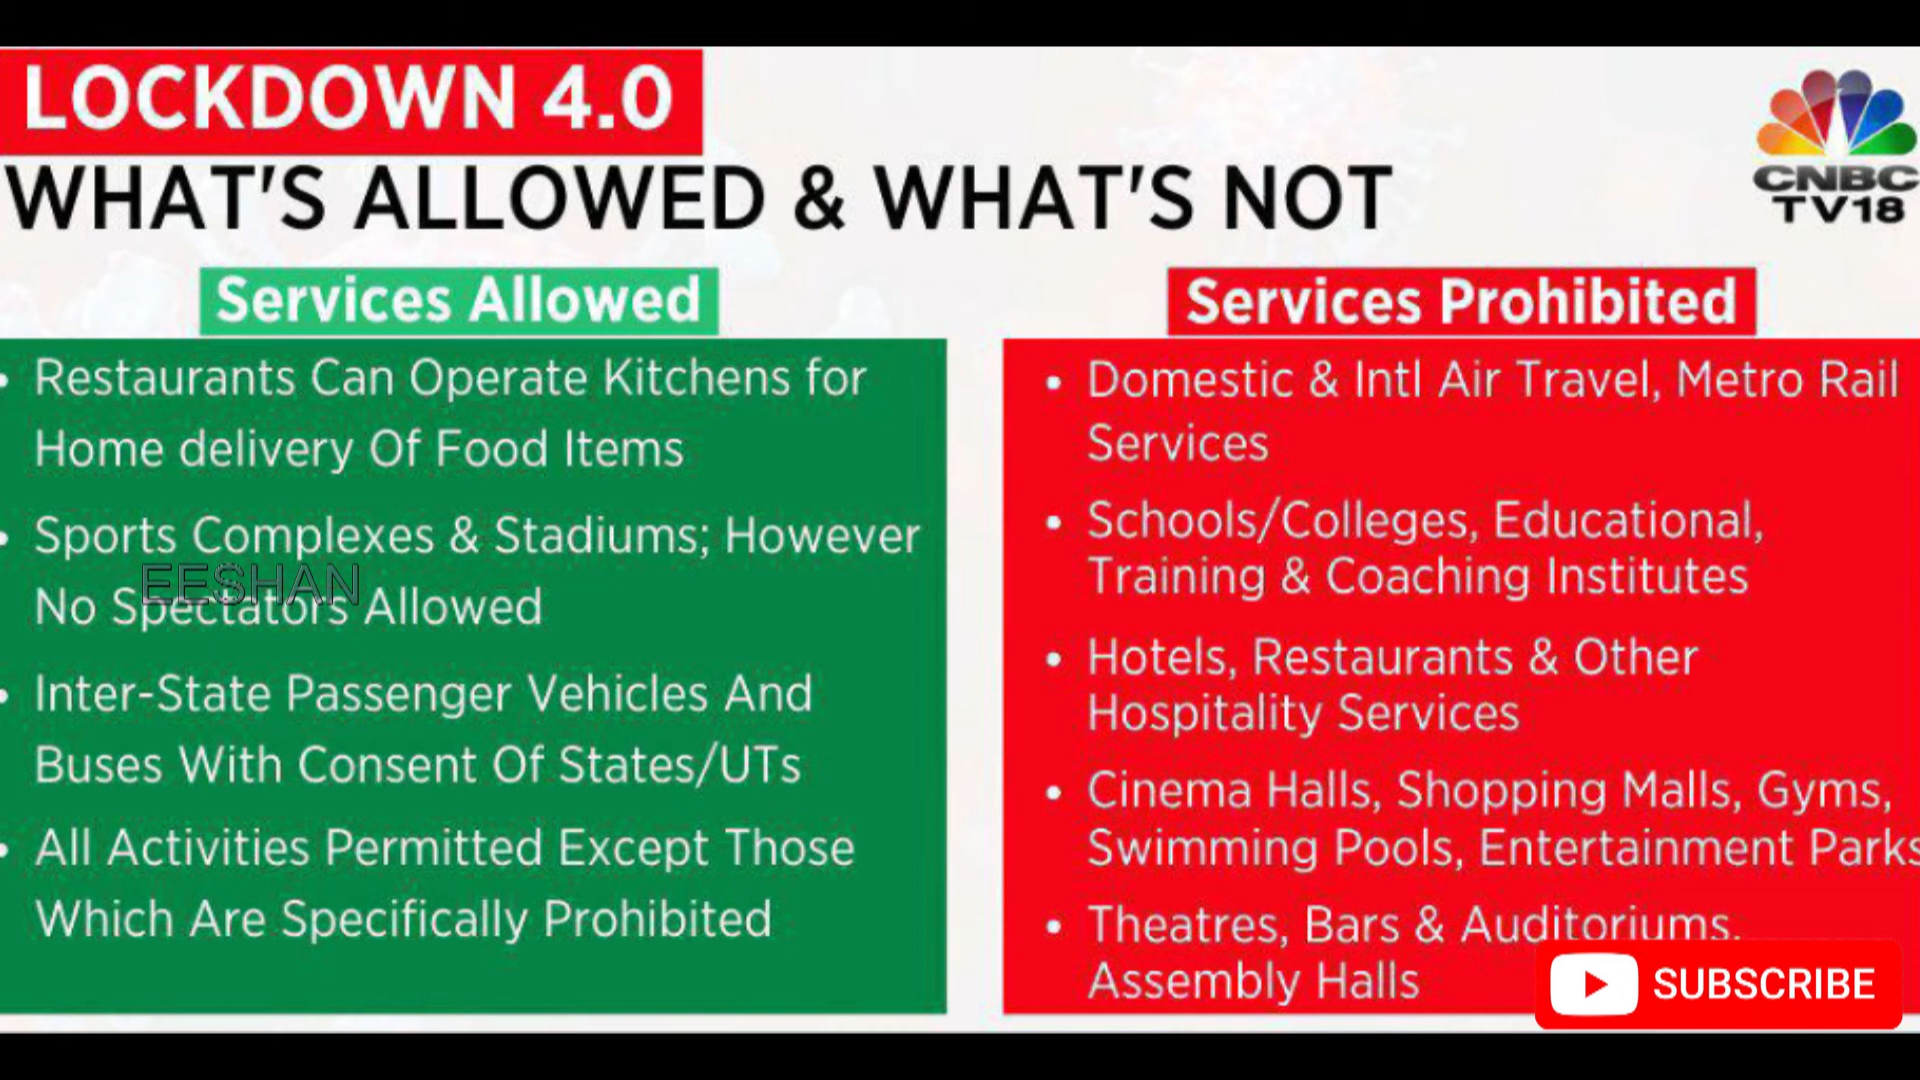 LOCKDOWN 4.0
WHAT'S ALLOWED & WHAT'S NOT
CNBC
TV18
Services Allowed
• Restaurants Can Operate Kitchens for
Home delivery Of Food Items
• Sports Complexes & Stadiums; However
EESHAN
No Spectators Allowed
• Inter-State Passenger Vehicles And
Buses With Consent Of States/UTs
• All Activities Permitted Except Those
Which Are Specifically Prohibited
Services Prohibited
• Domestic & Intl Air Travel, Metro Rail
Services
• Schools/Colleges, Educational,
Training & Coaching Institutes
• Hotels, Restaurants & Other
Hospitality Services
• Cinema Halls, Shopping Malls, Gyms,
Swimming Pools, Entertainment Parks
• Theatres, Bars & Auditoriums,
Assembly Halls
SUBSCRIBE